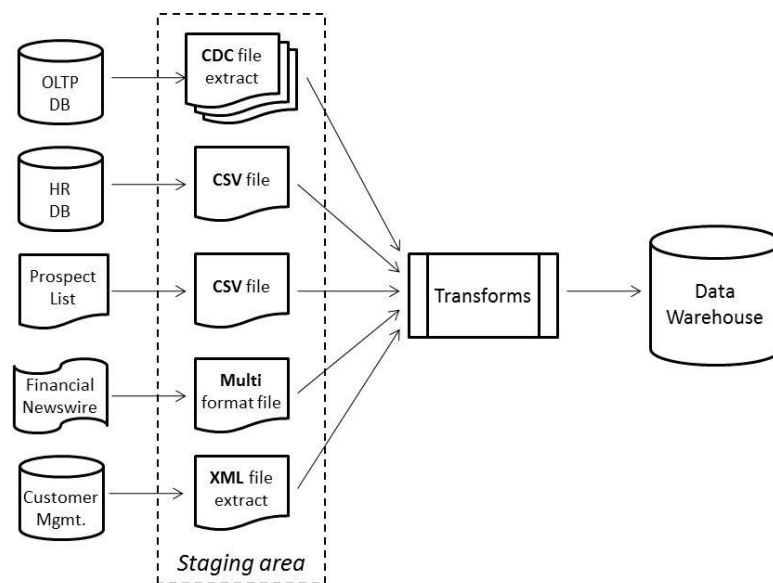 OLTP
DB
CDC file
extract
HR
DB
CSV file
Prospect
List
CSV file
Transforms
Data
Warehouse
Financial
Newswire
Multi
format file
Customer
Mgmt.
XML file
extract
Staging area